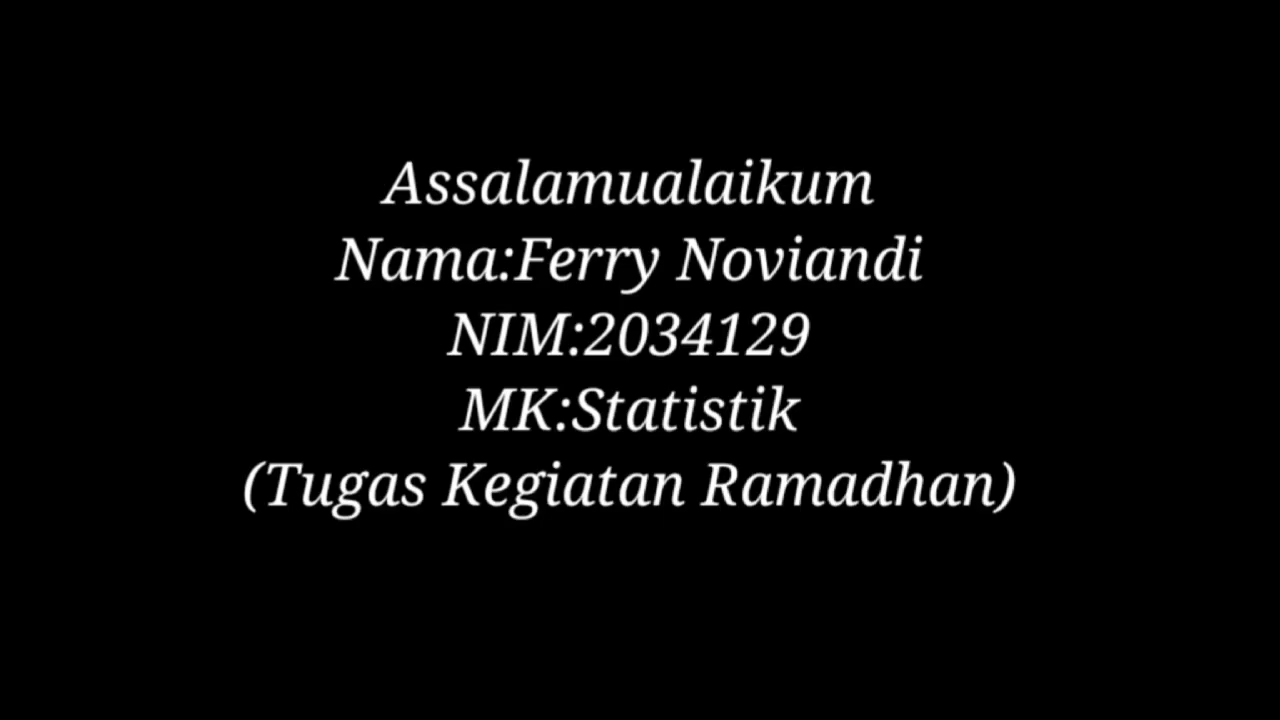 Assalamualaikum
Nama:Ferry Noviandi
NIM:2034129
MK:Statistik
(Tugas Kegiatan Ramadhan)